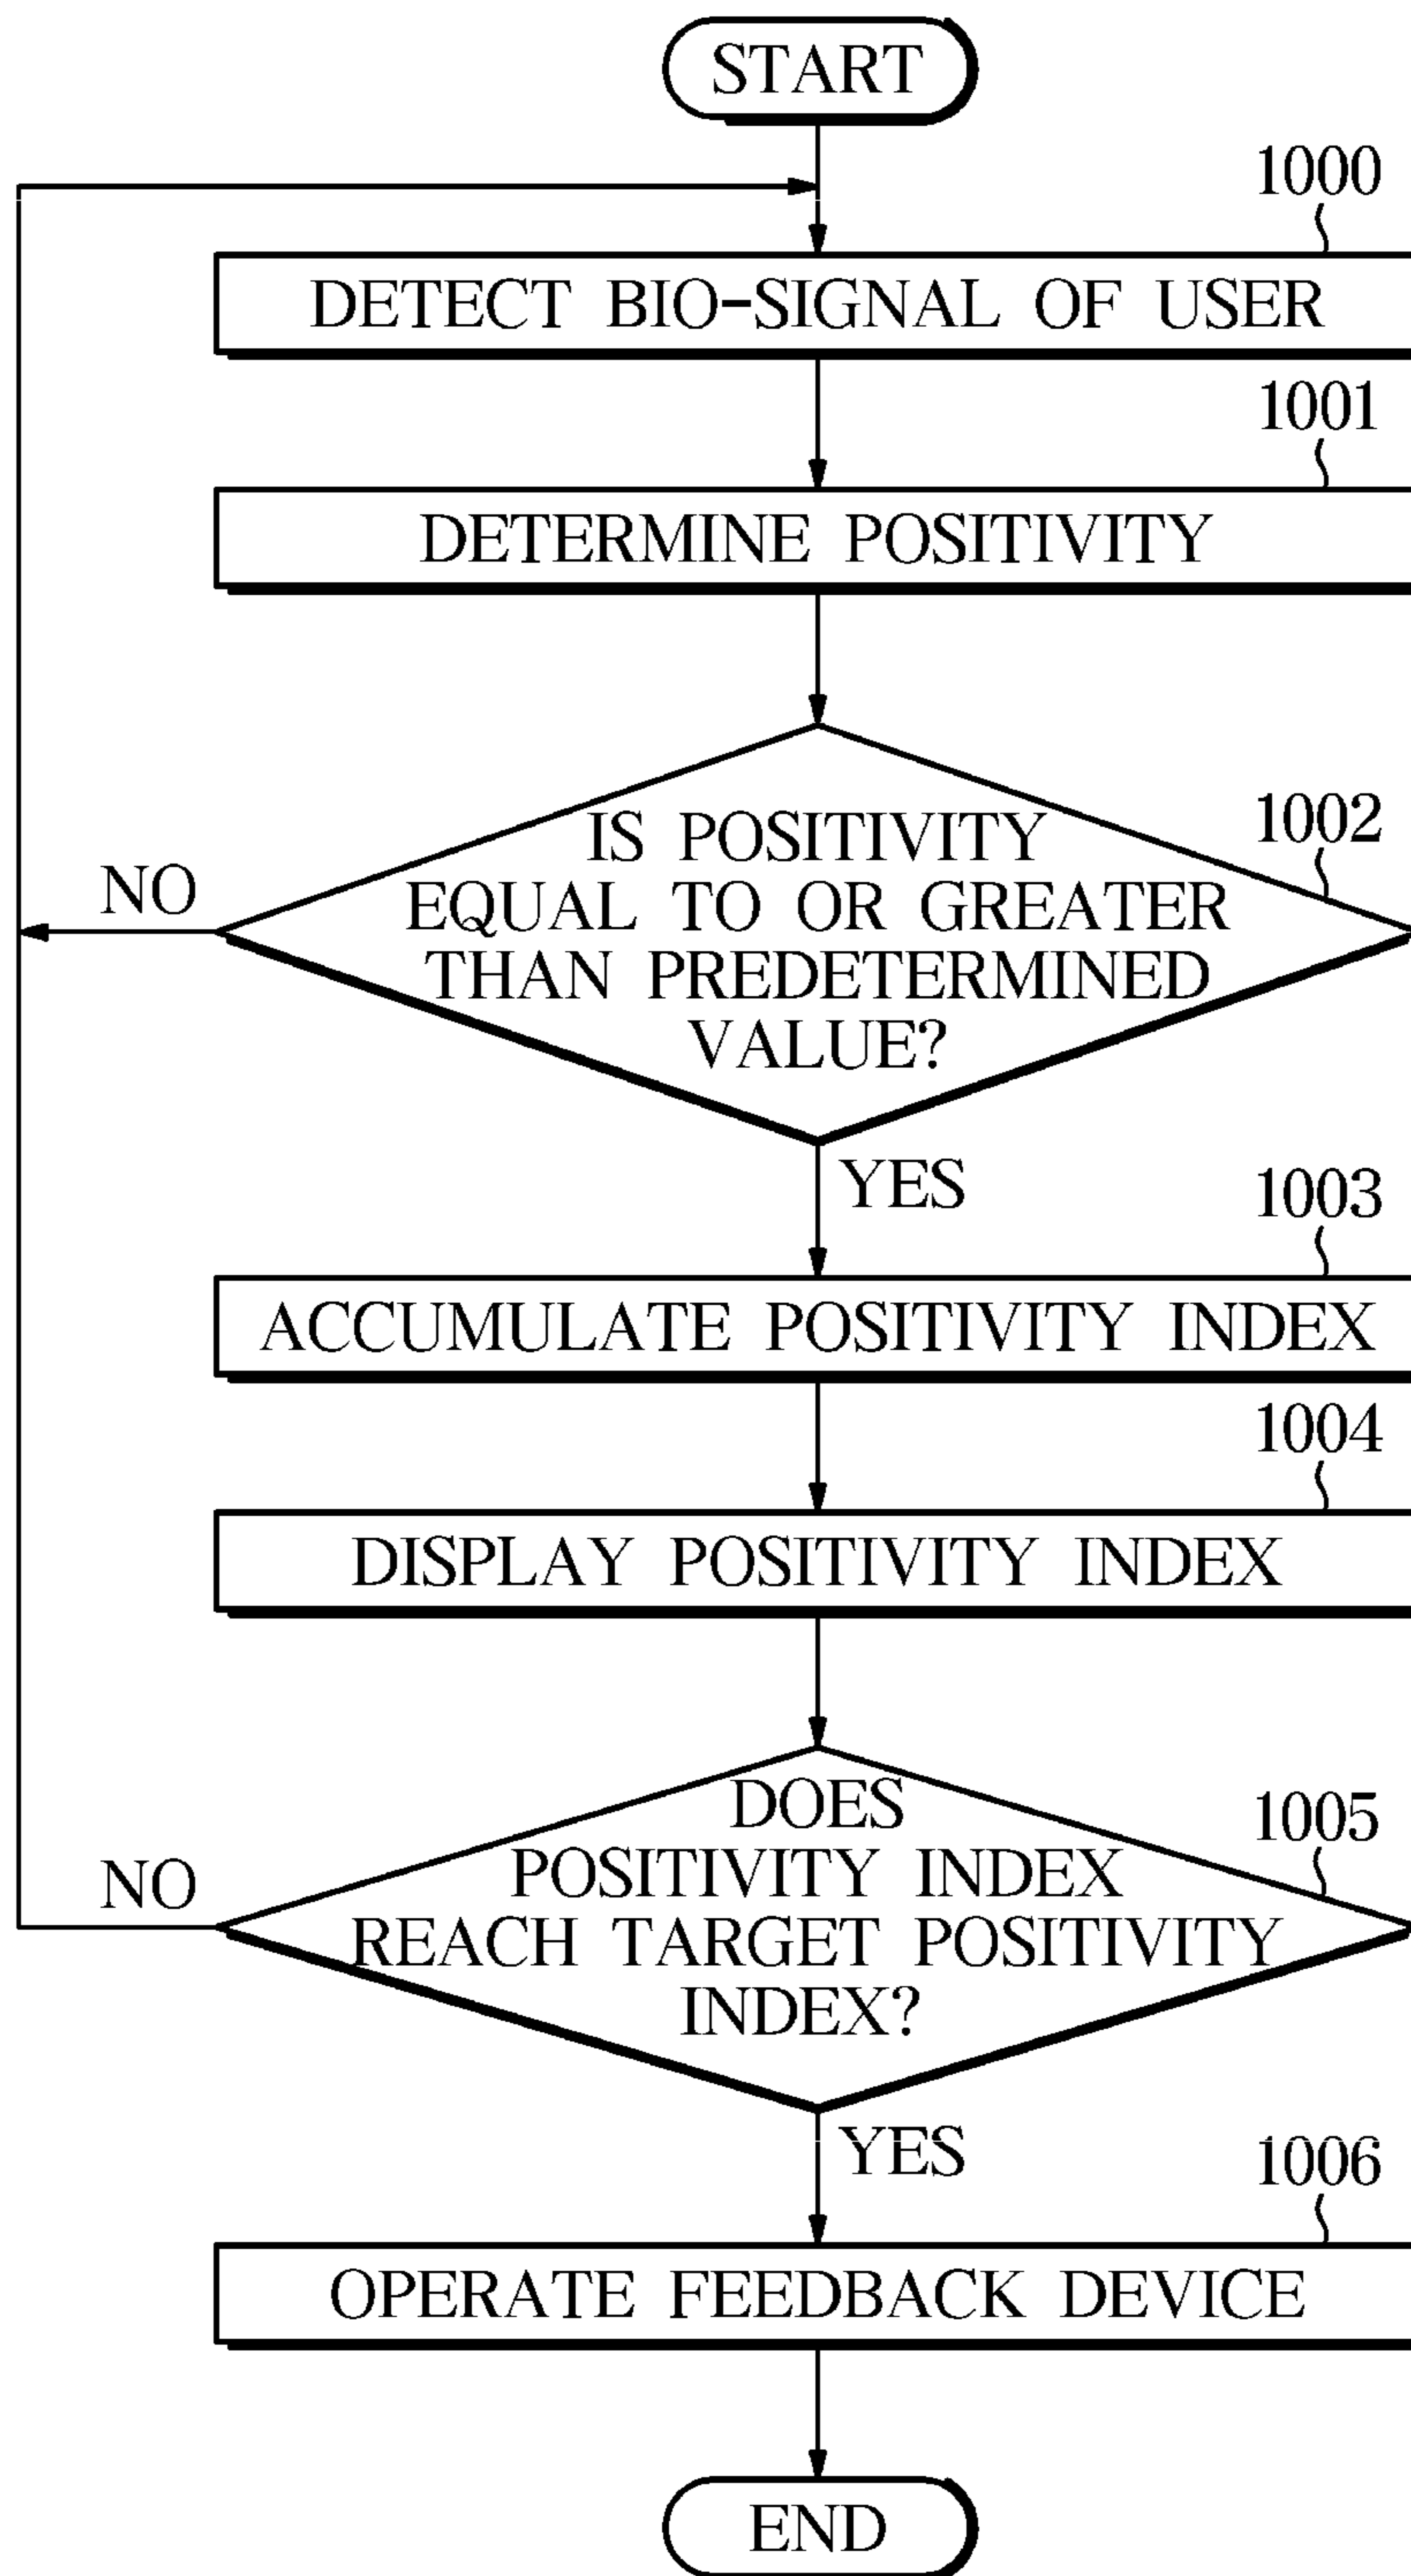 START
1000
DETECT BIO-SIGNAL OF USER
1001
DETERMINE POSITIVITY
1002
IS POSITIVITY
EQUAL TO OR GREATER
THAN PREDETERMINED
VALUE?
NO
YES
1003
ACCUMULATE POSITIVITY INDEX
1004
DISPLAY POSITIVITY INDEX
1005
DOES
POSITIVITY INDEX
REACH TARGET POSITIVITY
INDEX?
NO
YES
1006
OPERATE FEEDBACK DEVICE
END